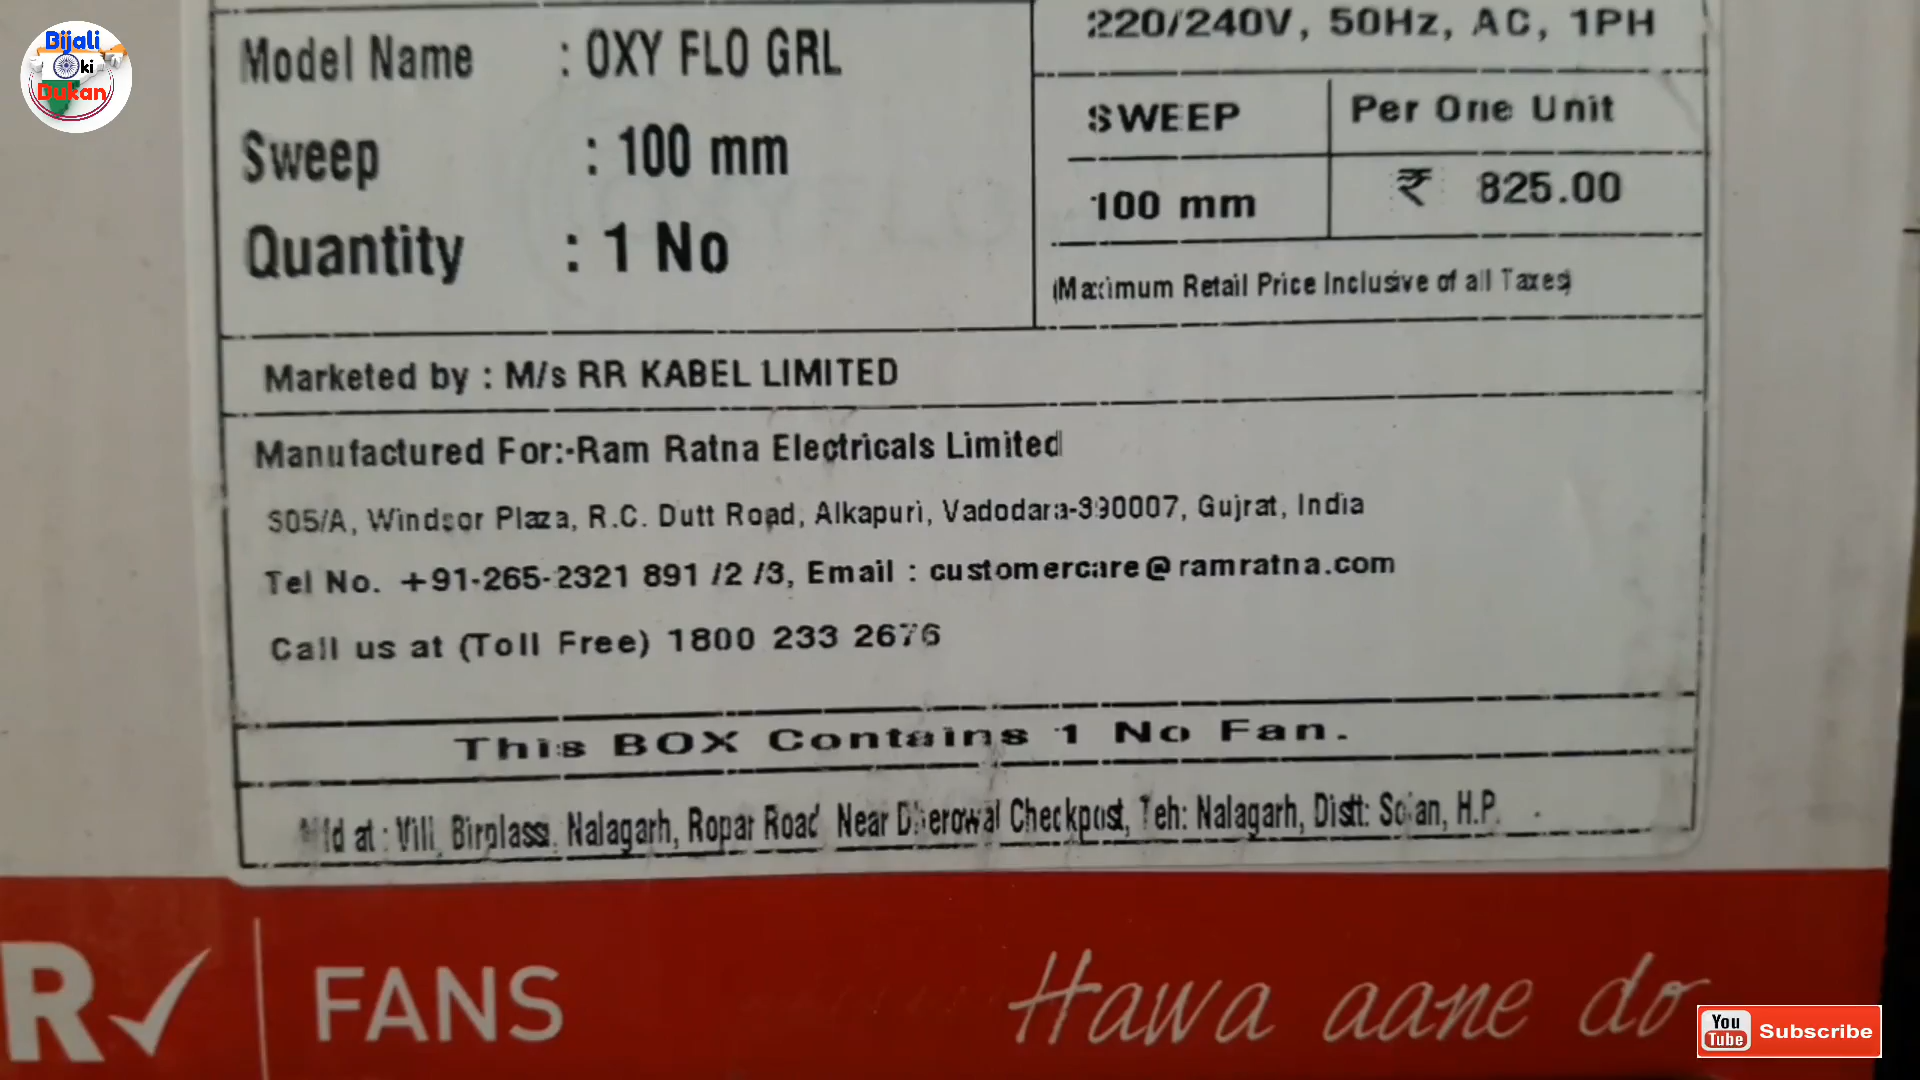 Bijali
ki
Dukan
Model Name : OXY FLO GRL
Sweep : 100 mm
Quantity : 1 No
220/240V, 50Hz, AC, 1PH
SWEEP Per One Unit
100 mm ₹ 825.00
(Maximum Retail Price Inclusive of all Taxes)
Marketed by : M/s RR KABEL LIMITED
Manufactured For:-Ram Ratna Electricals Limited
305/A, Windsor Plaza, R.C. Dutt Road, Alkapuri, Vadodara-390007, Gujrat, India
Tel No. +91-265-2321 891 /2 /3, Email : customercare@ramratna.com
Call us at (Toll Free) 1800 233 2676
This BOX Contains 1 No Fan.
Mfd at : Vill. Birplassi, Nalagarh, Ropar Road Near Dherowal Checkpost, Teh: Nalagarh, Distt: Solan, H.P.
R FANS
Hawa aane do
You Tube Subscribe